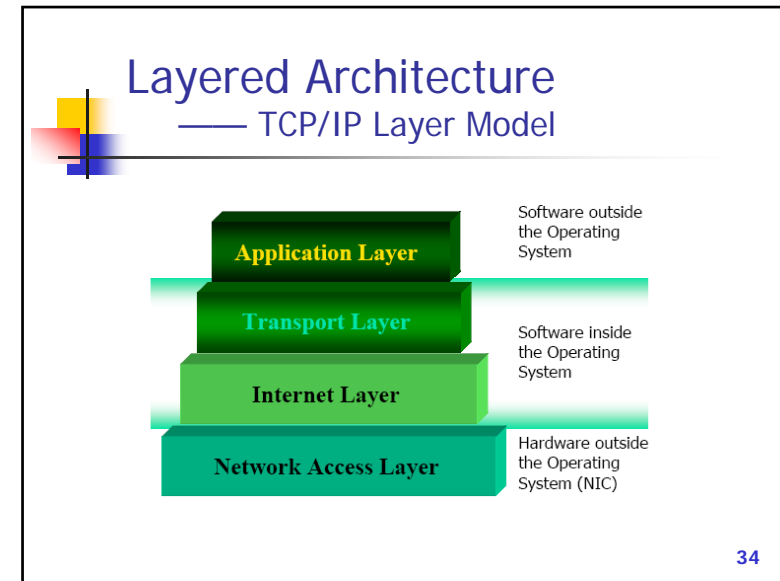 Layered Architecture
—— TCP/IP Layer Model
Software outside
the Operating
System
Application Layer
Transport Layer
Software inside
the Operating
System
Internet Layer
Hardware outside
the Operating
System (NIC)
Network Access Layer
34